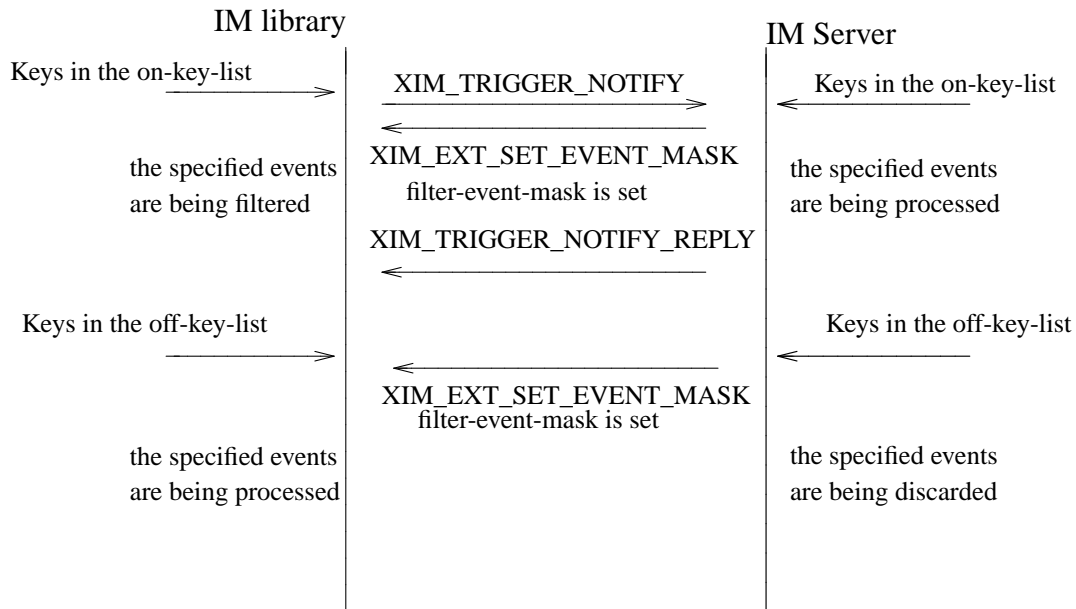 IM library
IM Server
Keys in the on-key-list
XIM_TRIGGER_NOTIFY
Keys in the on-key-list
XIM_EXT_SET_EVENT_MASK
filter-event-mask is set
the specified events
are being filtered
the specified events
are being processed
XIM_TRIGGER_NOTIFY_REPLY
Keys in the off-key-list
Keys in the off-key-list
XIM_EXT_SET_EVENT_MASK
filter-event-mask is set
the specified events
are being processed
the specified events
are being discarded